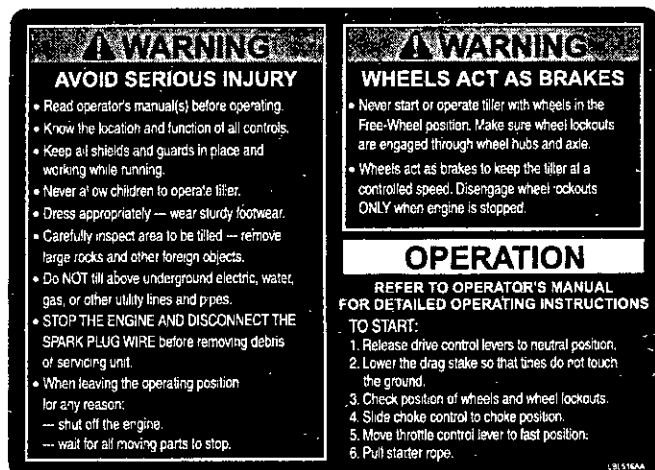 WARNING
AVOID SERIOUS INJURY
• Read operator's manual(s) before operating.
• Know the location and function of all controls.
• Keep all shields and guards in place and
working while running.
• Never allow children to operate tiller.
• Dress appropriately — wear sturdy footwear.
• Carefully inspect area to be tilled — remove
large rocks and other foreign objects.
• Do NOT till above underground electric, water,
gas, or other utility lines and pipes.
• STOP THE ENGINE AND DISCONNECT THE
SPARK PLUG WIRE before removing debris
or servicing unit.
• When leaving the operating position
for any reason:
— shut off the engine.
— wait for all moving parts to stop.
WARNING
WHEELS ACT AS BRAKES
• Never start or operate tiller with wheels in the
Free-Wheel position. Make sure wheel lockouts
are engaged through wheel hubs and axle.
• Wheels act as brakes to keep the tiller at a
controlled speed. Disengage wheel lockouts
ONLY when engine is stopped.
OPERATION
REFER TO OPERATOR'S MANUAL
FOR DETAILED OPERATING INSTRUCTIONS
TO START:
1. Release drive control levers to neutral position.
2. Lower the drag stake so that tines do not touch
the ground.
3. Check position of wheels and wheel lockouts.
4. Slide choke control to choke position.
5. Move throttle control lever to fast position.
6. Pull starter rope.
LBL516AA